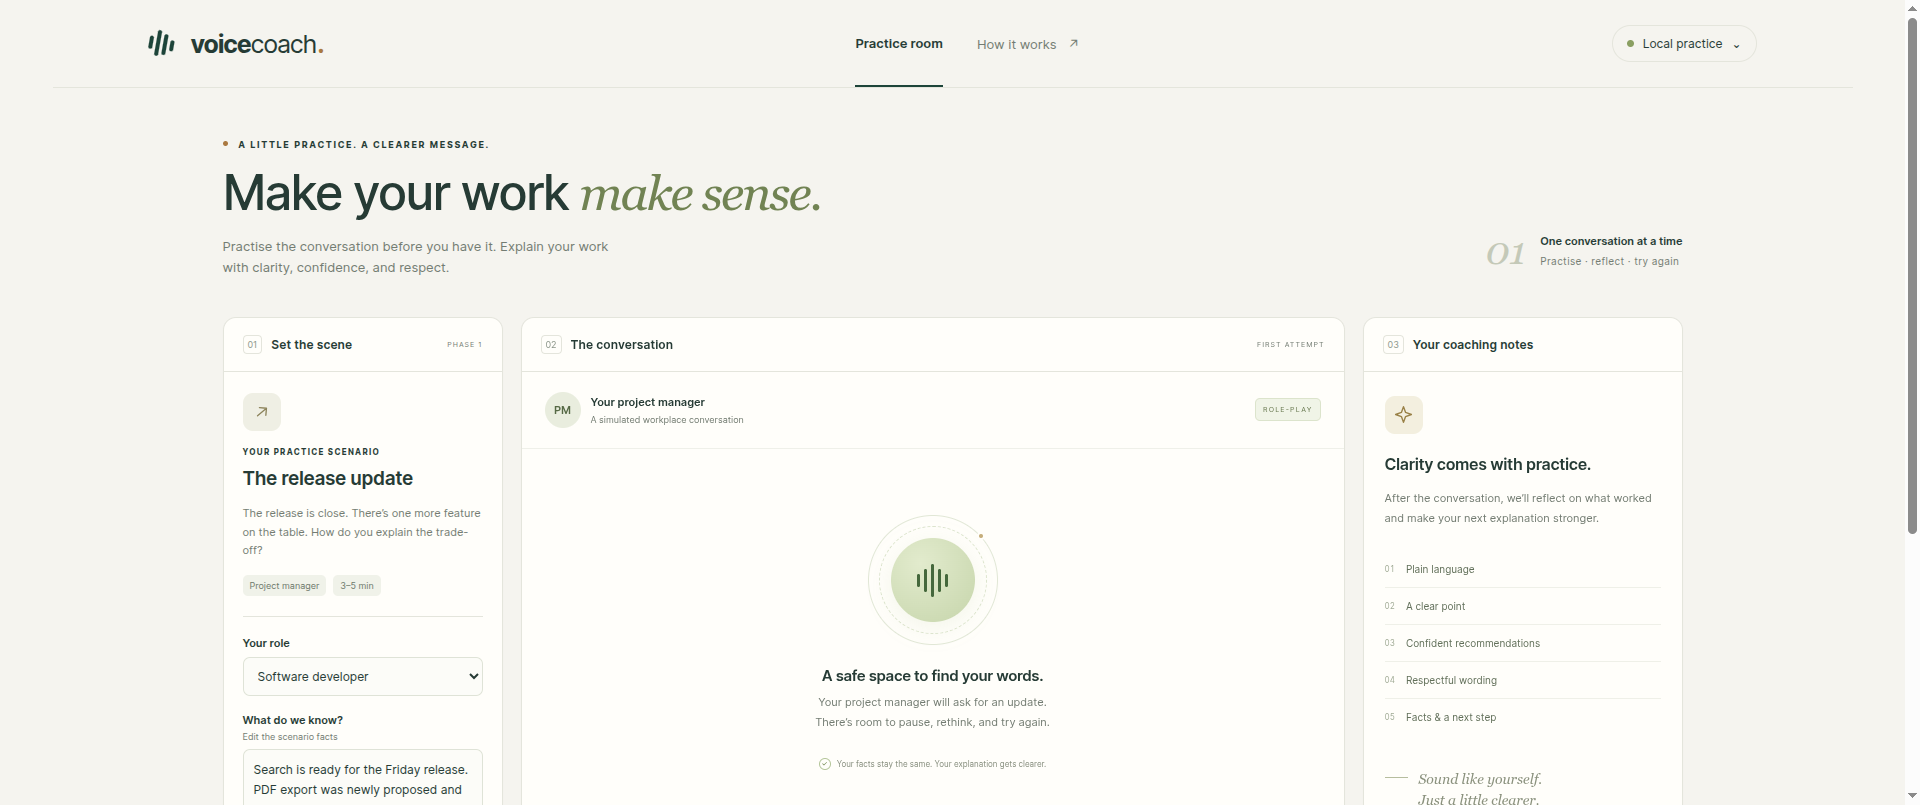 voicecoach.
Practice room
How it works
Local practice
A LITTLE PRACTICE. A CLEARER MESSAGE.
Make your work make sense.
Practise the conversation before you have it. Explain your work
with clarity, confidence, and respect.
01
One conversation at a time
Practise · reflect · try again
01 Set the scene PHASE 1
YOUR PRACTICE SCENARIO
The release update
The release is close. There's one more feature
on the table. How do you explain the trade-
off?
Project manager 3–5 min
Your role
Software developer
What do we know?
Edit the scenario facts
Search is ready for the Friday release.
PDF export was newly proposed and
02 The conversation FIRST ATTEMPT
PM
Your project manager
A simulated workplace conversation
ROLE-PLAY
A safe space to find your words.
Your project manager will ask for an update.
There's room to pause, rethink, and try again.
Your facts stay the same. Your explanation gets clearer.
03 Your coaching notes
Clarity comes with practice.
After the conversation, we'll reflect on what worked
and make your next explanation stronger.
01 Plain language
02 A clear point
03 Confident recommendations
04 Respectful wording
05 Facts & a next step
Sound like yourself.
Just a little clearer.